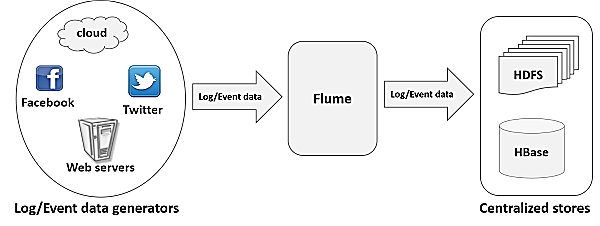 cloud
Facebook
Twitter
Web servers
Log/Event data generators
Log/Event data
Flume
Log/Event data
HDFS
HBase
Centralized stores